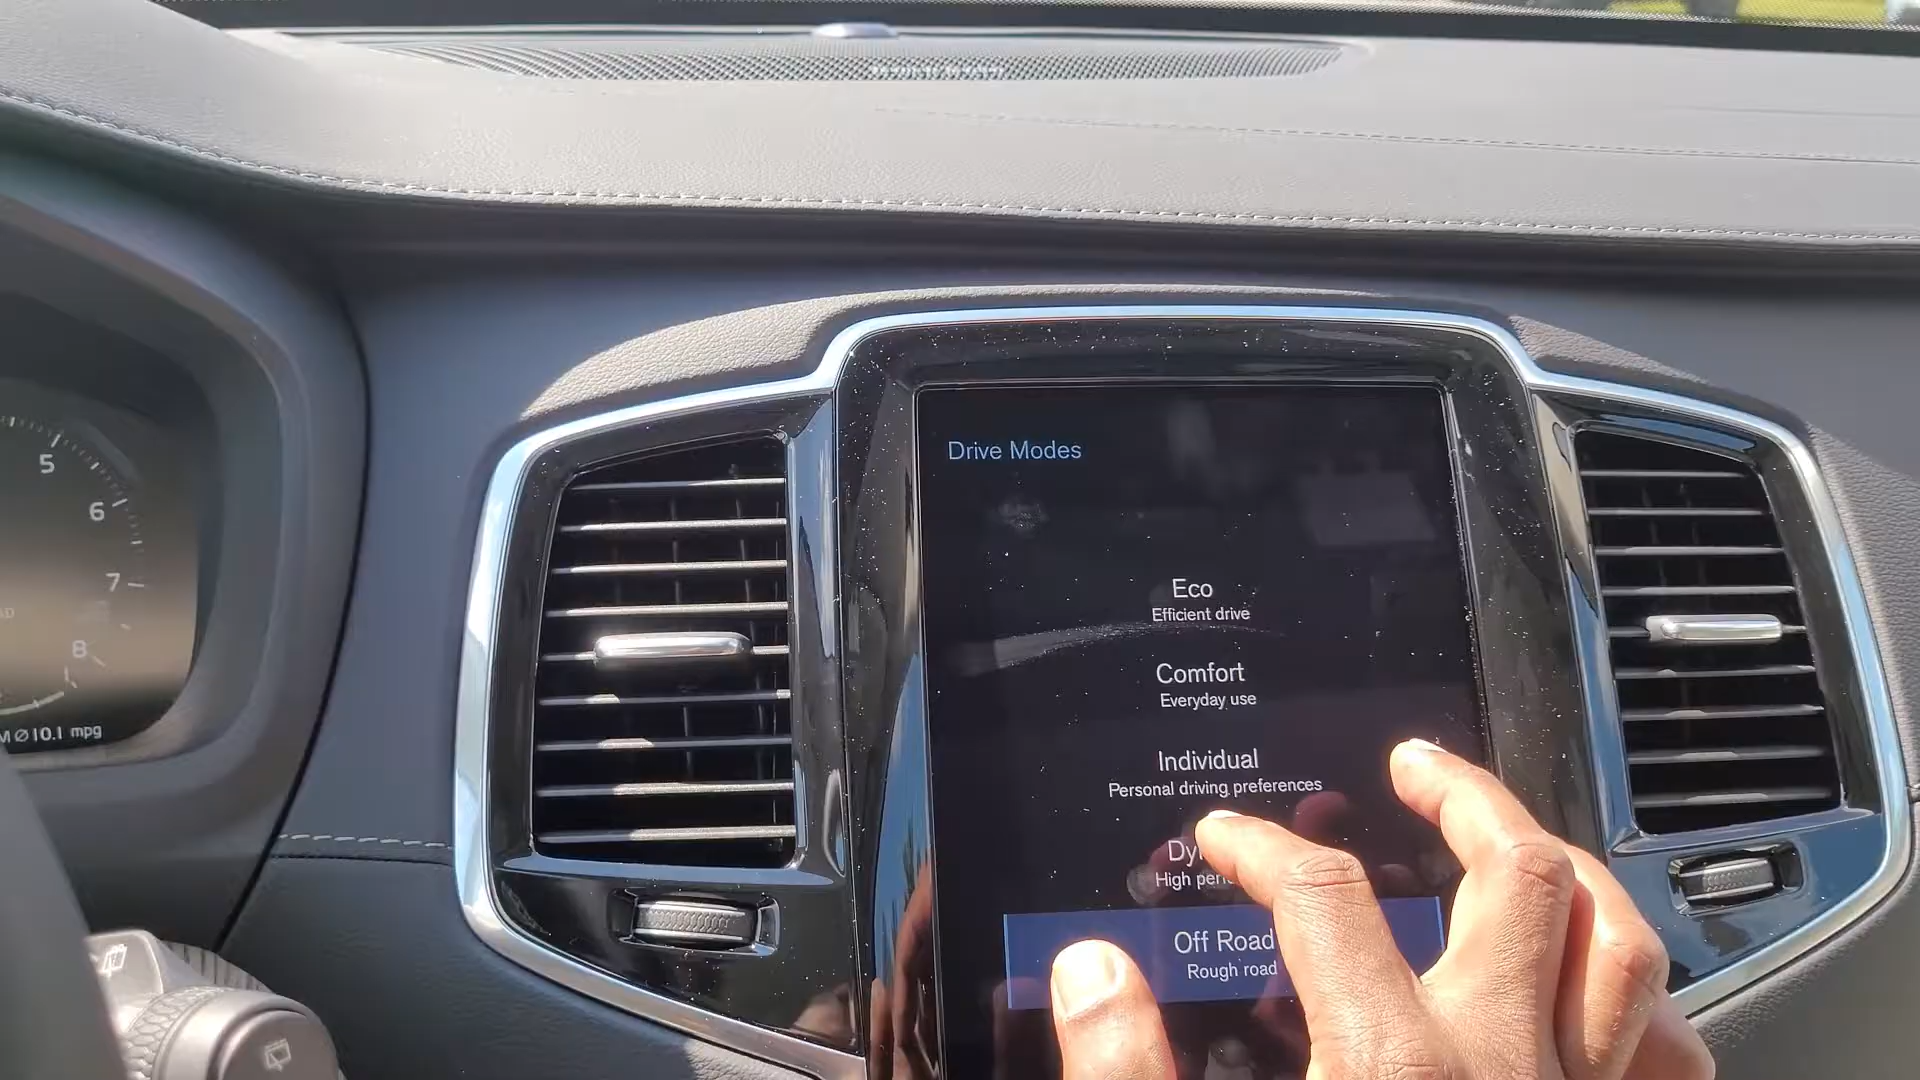 5
6
7
8
10.1 mpg
Drive Modes
Eco
Efficient drive
Comfort
Everyday use
Individual
Personal driving preferences
High
Off Road
Rough road